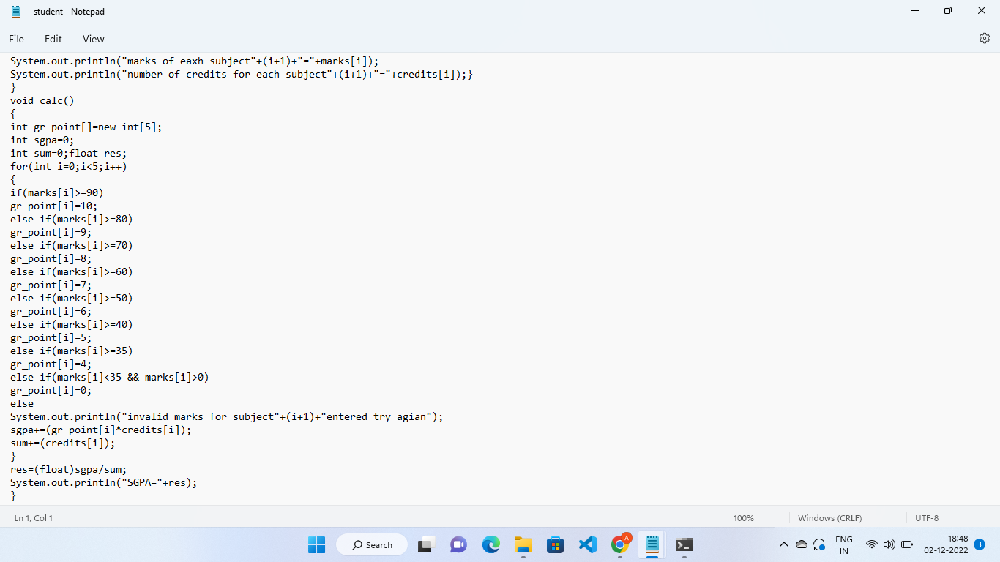 student - Notepad
File Edit View
System.out.println("marks of eaxh subject"+(i+1)+"="+marks[i]);
System.out.println("number of credits for each subject"+(i+1)+"="+credits[i]);}
}
void calc()
{
int gr_point[]=new int[5];
int sgpa=0;
int sum=0;float res;
for(int i=0;i<5;i++)
{
if(marks[i]>=90)
gr_point[i]=10;
else if(marks[i]>=80)
gr_point[i]=9;
else if(marks[i]>=70)
gr_point[i]=8;
else if(marks[i]>=60)
gr_point[i]=7;
else if(marks[i]>=50)
gr_point[i]=6;
else if(marks[i]>=40)
gr_point[i]=5;
else if(marks[i]>=35)
gr_point[i]=4;
else if(marks[i]<35 && marks[i]>0)
gr_point[i]=0;
else
System.out.println("invalid marks for subject"+(i+1)+"entered try agian");
sgpa+=(gr_point[i]*credits[i]);
sum+=(credits[i]);
}
res=(float)sgpa/sum;
System.out.println("SGPA="+res);
}
Ln 1, Col 1 100% Windows (CRLF) UTF-8
Search A ENG IN 18:48 02-12-2022 3